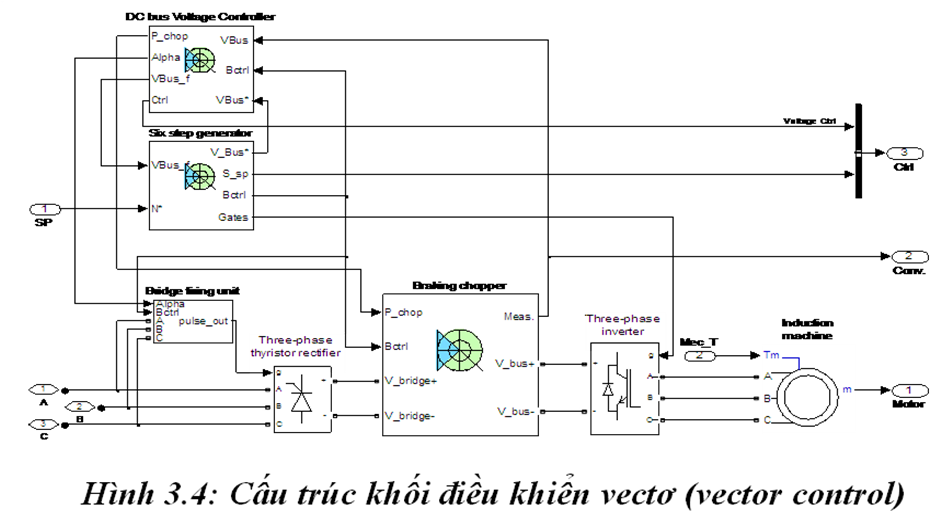 DC bus Voltage Controller
P_chop
VBus
Alpha
Bctrl
VBus_f
Ctrl
VBus*
Voltage Ctrl
Six step generator
V_Bus*
VBus_f
S_sp
Bctrl
N*
Gates
1
SP
3
Ctrl
2
Conv.
Bridge firing unit
Alpha
Bctrl
A
pulse_out
B
C
Braking chopper
P_chop
Meas.
Bctrl
V_bus+
V_bridge+
V_bus-
V_bridge-
Three-phase
thyristor rectifier
g
A
B
C
+
-
Three-phase
inverter
+
-
g
A
B
C
Mec_T
2
Induction
machine
Tm
A
B
C
m
1
Motor
1
A
2
B
3
C
Hình 3.4: Cấu trúc khối điều khiển vectơ (vector control)